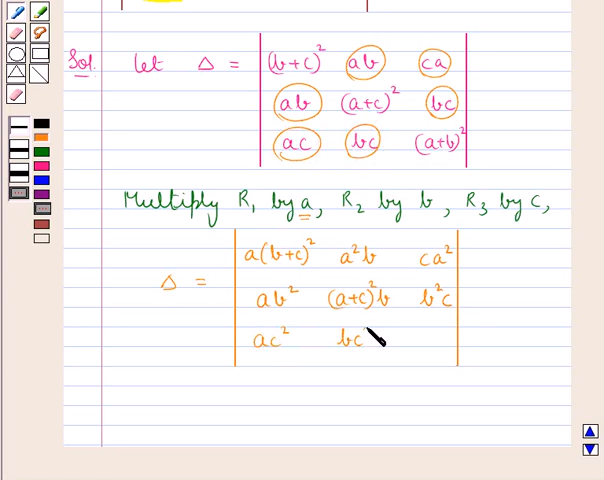 Sol. Let Δ = | (b+c)² ab ca |
| ab (a+c)² bc |
| ac bc (a+b)² |
Multiply R₁ by a, R₂ by b, R₃ by c,
Δ = | a(b+c)² a²b ca² |
| ab² (a+c)²b b²c |
| ac² bc |